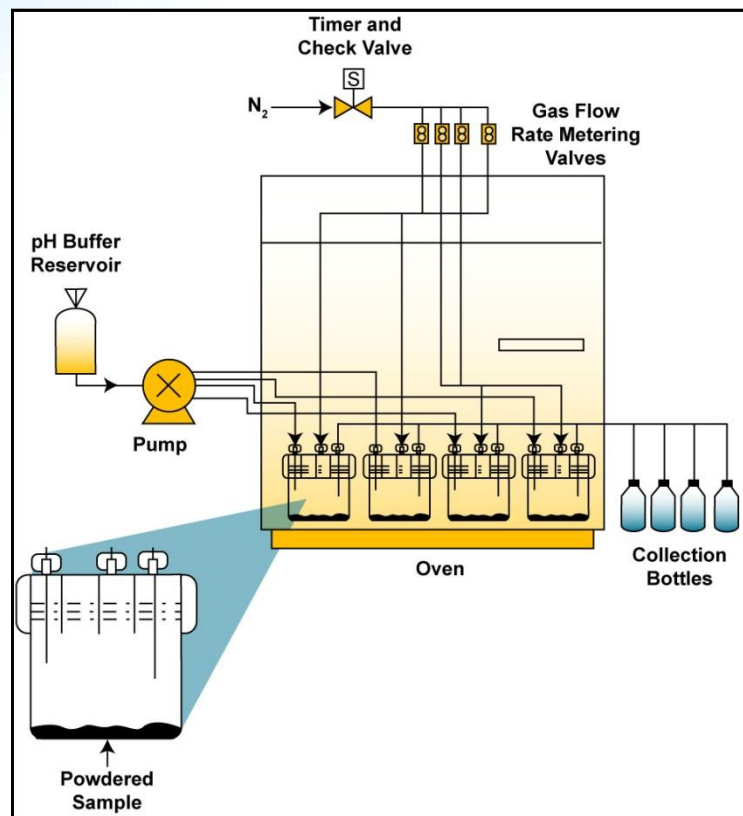 Timer and
Check Valve
S
N₂
Gas Flow
Rate Metering
Valves
pH Buffer
Reservoir
Pump
Oven
Collection
Bottles
Powdered
Sample